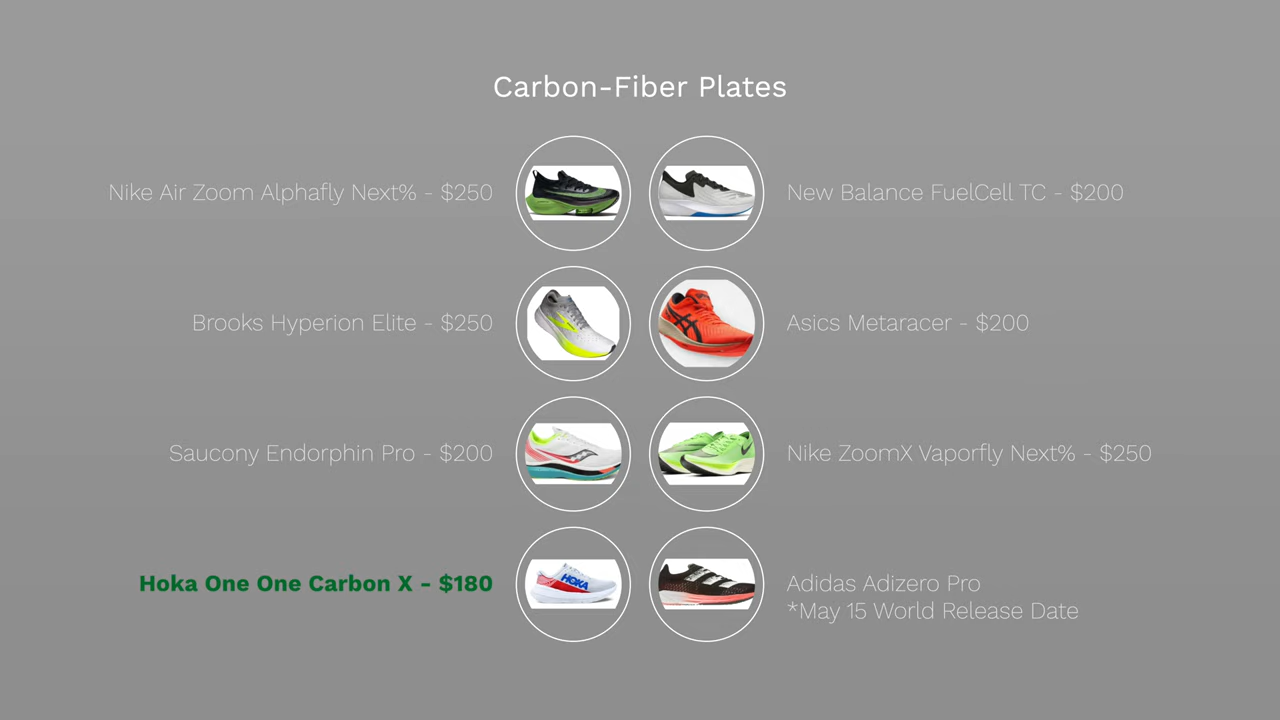 Carbon-Fiber Plates
Nike Air Zoom Alphafly Next% - $250
New Balance FuelCell TC - $200
Brooks Hyperion Elite - $250
Asics Metaracer - $200
Saucony Endorphin Pro - $200
Nike ZoomX Vaporfly Next% - $250
Hoka One One Carbon X - $180
HOKA
Adidas Adizero Pro
*May 15 World Release Date